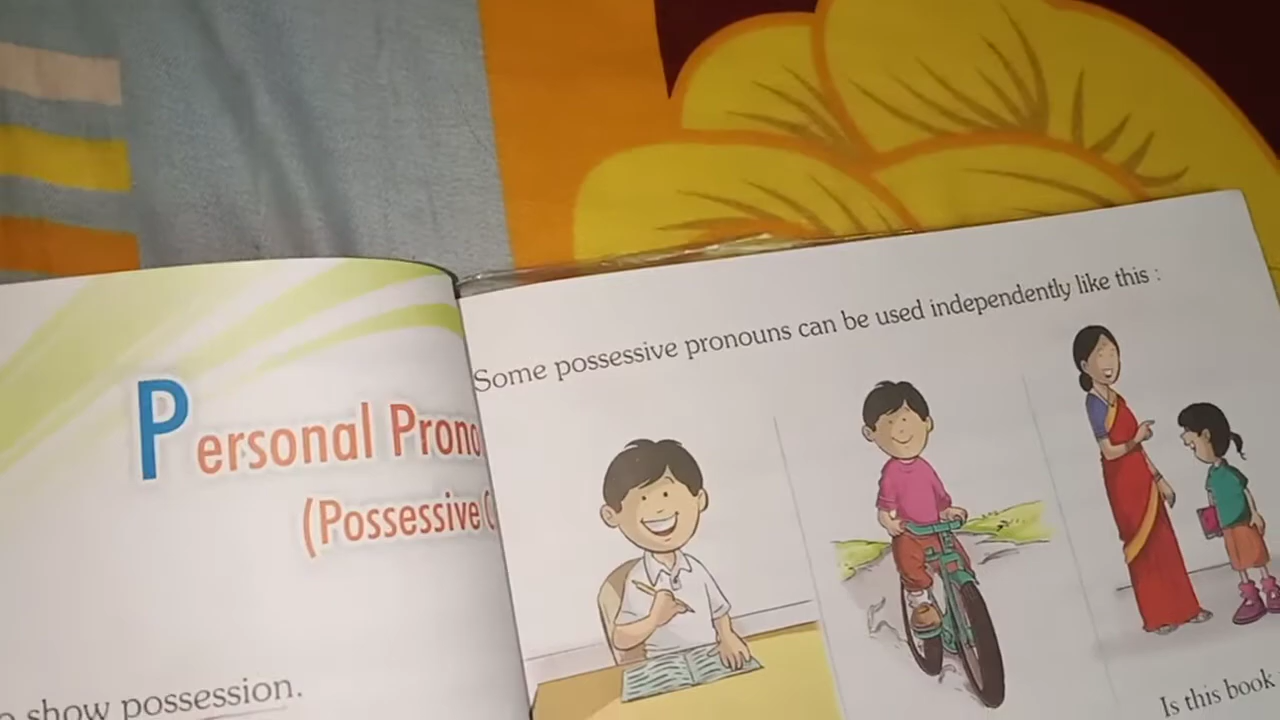 Personal Prono
(Possessive C
show possession.
Some possessive pronouns can be used independently like this :
Is this book